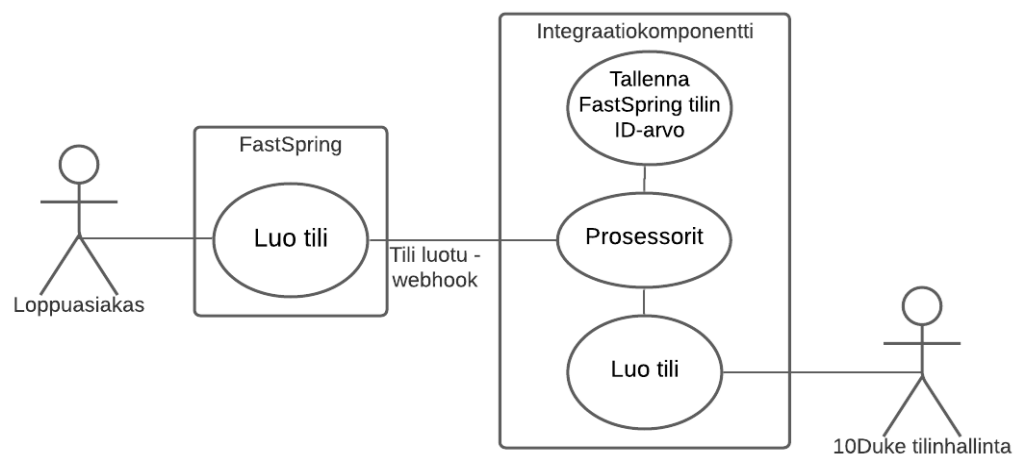 Integraatiokomponentti
Tallenna
FastSpring tilin
ID-arvo
FastSpring
Luo tili
Tili luotu -
webhook
Prosessorit
Loppuasiakas
Luo tili
10Duke tilinhallinta